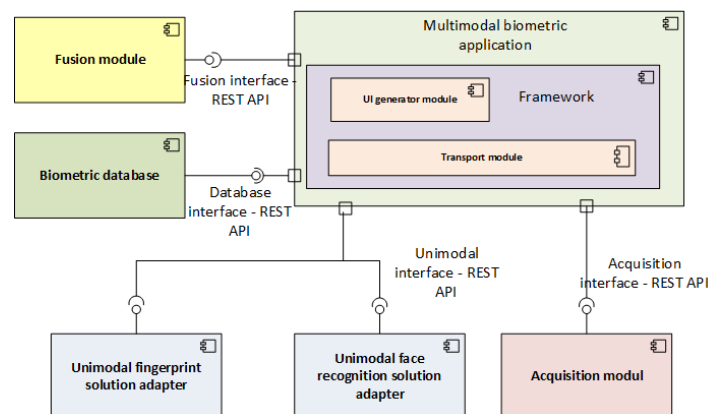 Multimodal biometric
application
Fusion module
Fusion interface -
REST API
Framework
UI generator module
Transport module
Biometric database
Database
interface - REST
API
Unimodal
interface - REST
API
Acquisition
interface - REST API
Unimodal fingerprint
solution adapter
Unimodal face
recognition solution
adapter
Acquisition modul